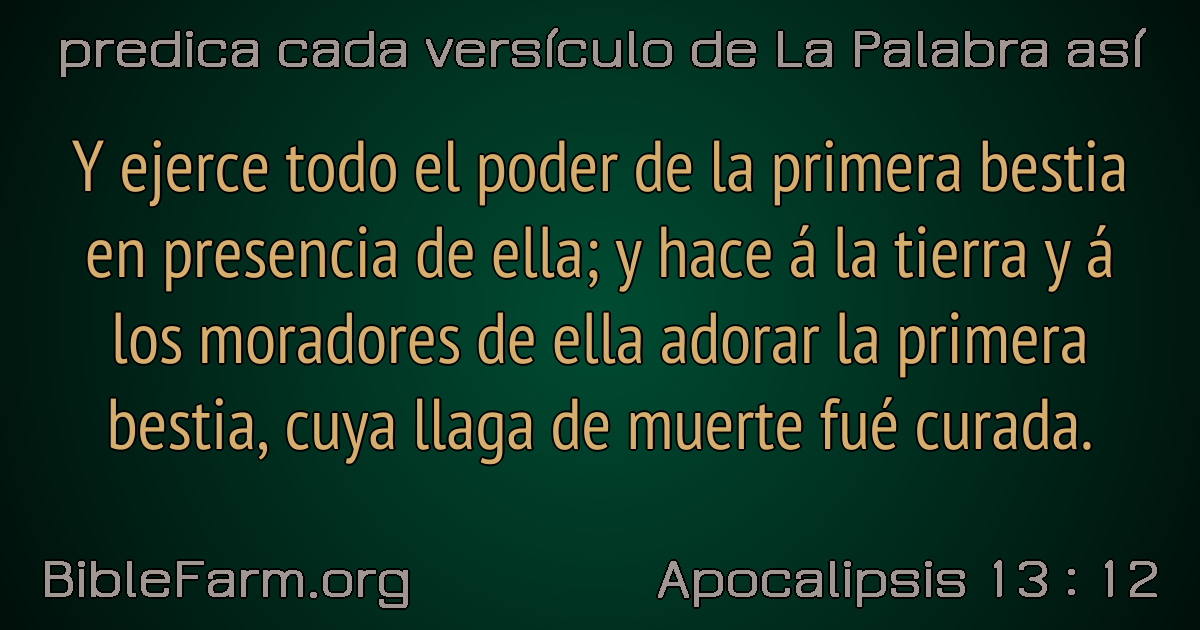 predica cada versículo de La Palabra así
Y ejerce todo el poder de la primera bestia
en presencia de ella; y hace á la tierra y á
los moradores de ella adorar la primera
bestia, cuya llaga de muerte fué curada.
BibleFarm.org
Apocalipsis 13 : 12